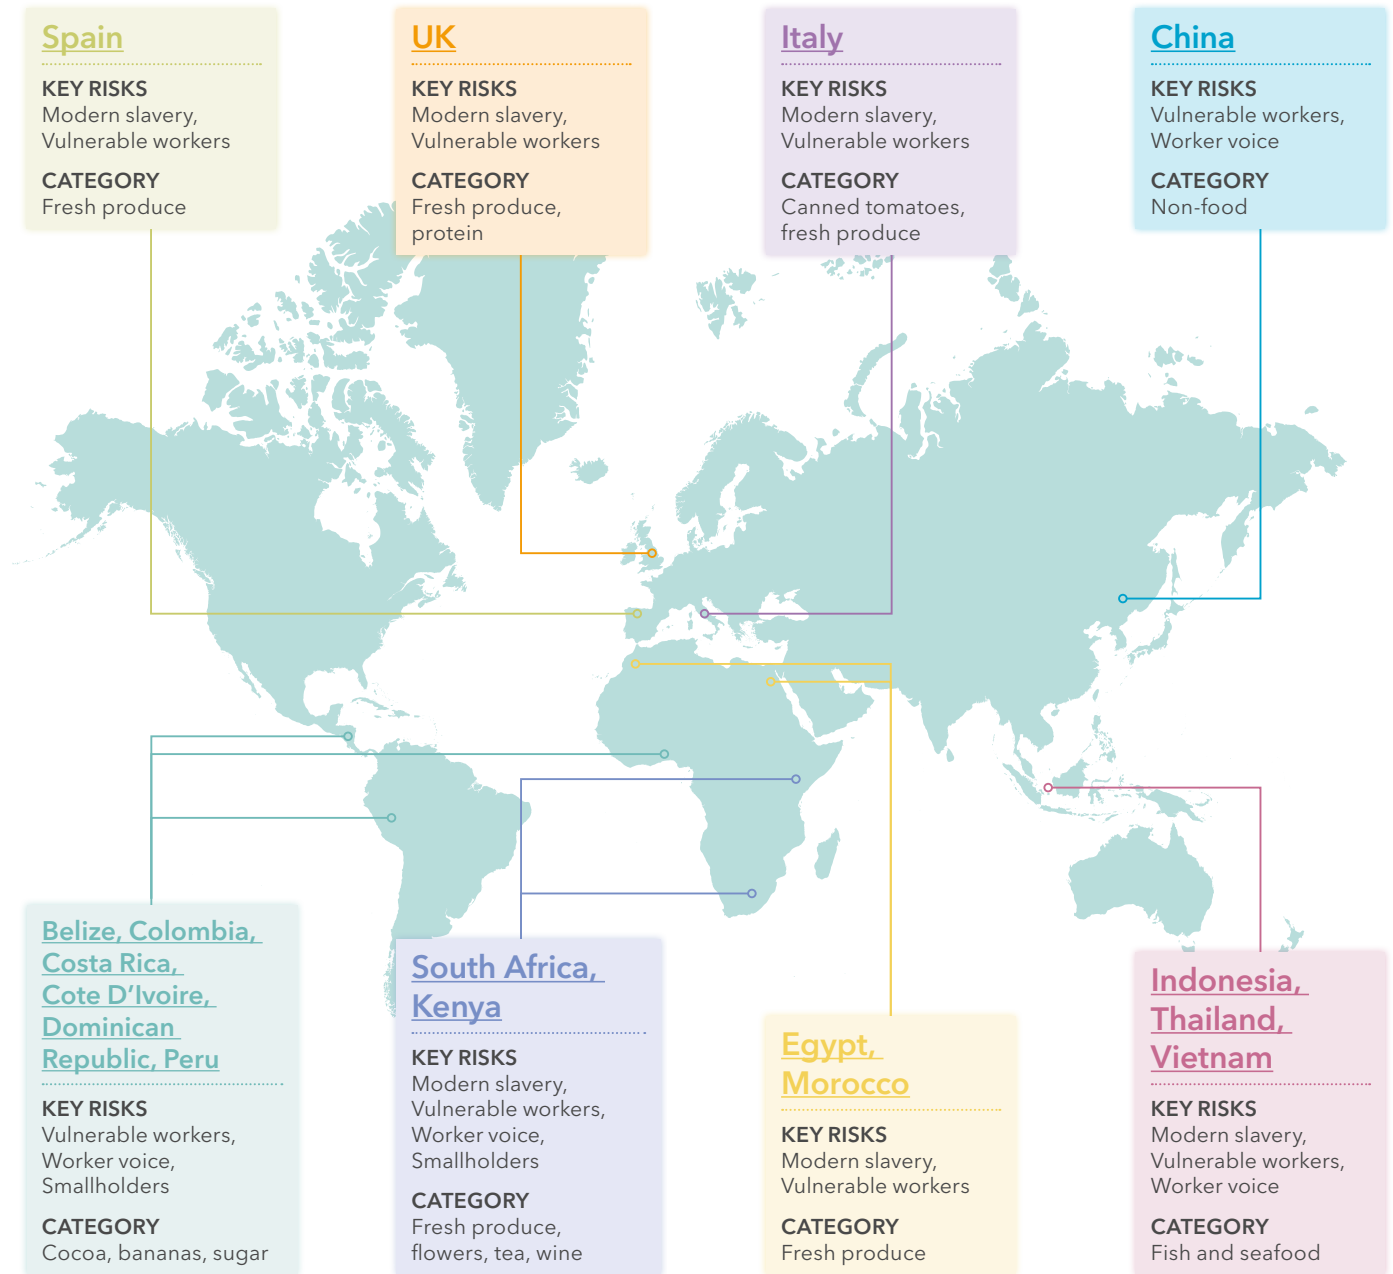 Spain
KEY RISKS
Modern slavery,
Vulnerable workers
CATEGORY
Fresh produce
UK
KEY RISKS
Modern slavery,
Vulnerable workers
CATEGORY
Fresh produce,
protein
Italy
KEY RISKS
Modern slavery,
Vulnerable workers
CATEGORY
Canned tomatoes,
fresh produce
China
KEY RISKS
Vulnerable workers,
Worker voice
CATEGORY
Non-food
Belize, Colombia,
Costa Rica,
Cote D’Ivoire,
Dominican
Republic, Peru
KEY RISKS
Vulnerable workers,
Worker voice,
Smallholders
CATEGORY
Cocoa, bananas, sugar
South Africa,
Kenya
KEY RISKS
Modern slavery,
Vulnerable workers,
Worker voice,
Smallholders
CATEGORY
Fresh produce,
flowers, tea, wine
Egypt,
Morocco
KEY RISKS
Modern slavery,
Vulnerable workers
CATEGORY
Fresh produce
Indonesia,
Thailand,
Vietnam
KEY RISKS
Modern slavery,
Vulnerable workers,
Worker voice
CATEGORY
Fish and seafood